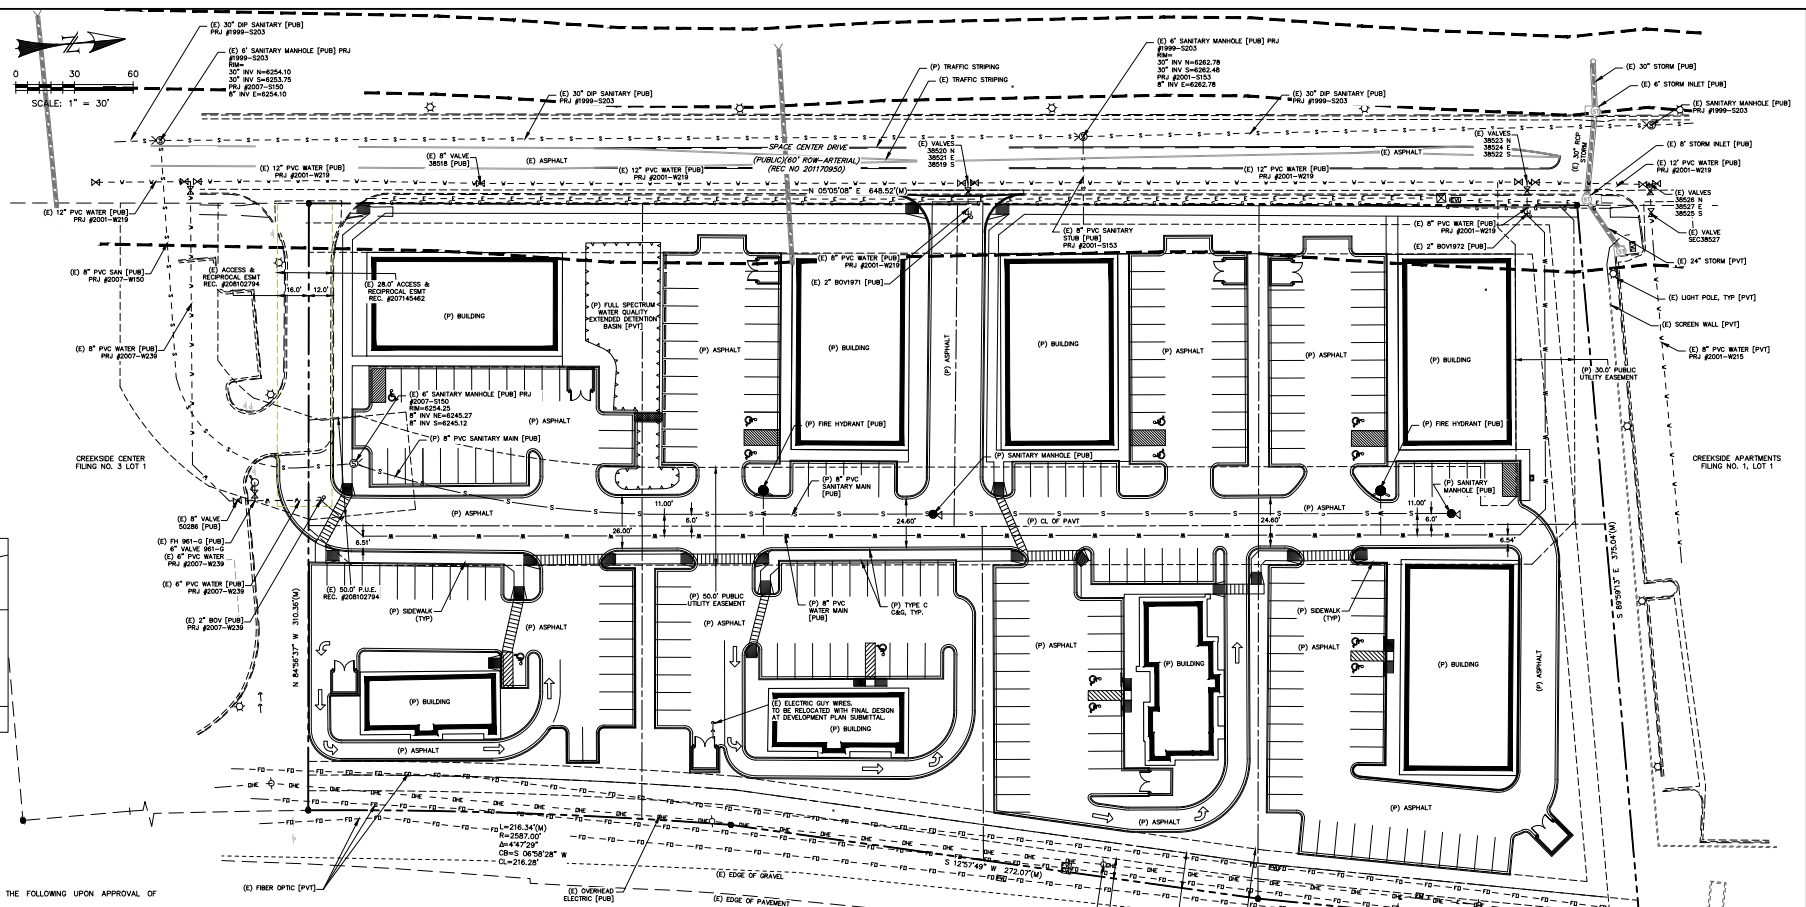 (E) 30" DIP SANITARY [PUB]
PRJ #1999-S203
(E) 6' SANITARY MANHOLE [PUB] PRJ
#1999-S203
RIM=
30" INV N=6254.10
30" INV S=6253.75
PRJ #2007-S150
8" INV E=6254.10
0 30 60
SCALE: 1" = 30'
(E) 30" DIP SANITARY [PUB]
PRJ #1999-S203
(P) TRAFFIC STRIPING
(E) TRAFFIC STRIPING
(E) 6' SANITARY MANHOLE [PUB] PRJ
#1999-S203
RIM=
30" INV N=6262.78
30" INV S=6262.48
PRJ #2001-S153
8" INV E=6262.78
(E) 30" DIP SANITARY [PUB]
PRJ #1999-S203
(E) 30" STORM [PUB]
(E) 6' STORM INLET [PUB]
(E) SANITARY MANHOLE [PUB]
PRJ #1999-S203
(E) 8' STORM INLET [PUB]
(E) 12" PVC WATER [PUB]
PRJ #2001-W219
(E) VALVES
38526 N
38527 E
38525 S
(E) VALVE
SEC38527
(E) 24" STORM [PVT]
(E) LIGHT POLE, TYP [PVT]
(E) SCREEN WALL [PVT]
(E) 8" PVC WATER [PVT]
PRJ #2001-W215
(E) 30" RCP
STORM
SPACE CENTER DRIVE
(PUBLIC)(60' ROW-ARTERIAL)
(REC NO 201170950)
(E) ASPHALT
(E) ASPHALT
(E) 8" VALVE
38518 [PUB]
(E) VALVES
38520 N
38521 E
38519 S
(E) VALVES
38523 N
38524 E
38522 S
(E) 12" PVC WATER [PUB]
PRJ #2001-W219
(E) 12" PVC WATER [PUB]
PRJ #2001-W219
(E) 12" PVC WATER [PUB]
PRJ #2001-W219
(E) 12" PVC WATER [PUB]
PRJ #2001-W219
N 05°05'08" E 648.52'(M)
(E) 8" PVC SAN [PUB]
PRJ #2007-W150
(E) ACCESS &
RECIPROCAL ESMT
REC. #208102794
16.0' 12.0'
(E) 28.0' ACCESS &
RECIPROCAL ESMT
REC. #207145462
(E) 8" PVC WATER [PUB]
PRJ #2007-W239
(P) BUILDING
(P) FULL SPECTRUM
WATER QUALITY
EXTENDED DETENTION
BASIN [PVT]
(P) ASPHALT
(P) BUILDING
(E) 8" PVC WATER [PUB]
PRJ #2001-W219
(E) 2" BOV1971 [PUB]
(P) ASPHALT
(E) 8" PVC SANITARY
STUB [PUB]
PRJ #2001-S153
(P) BUILDING
(P) ASPHALT
(P) ASPHALT
(E) 8" PVC WATER [PUB]
PRJ #2001-W219
(E) 2" BOV1972 [PUB]
(P) BUILDING
(P) 30.0' PUBLIC
UTILITY EASEMENT
(E) 6" SANITARY MANHOLE [PUB] PRJ
#2007-S150
RIM=6254.25
8" INV NE=6245.27
8" INV S=6245.12
(P) ASPHALT
(P) 8" PVC SANITARY MAIN [PUB]
(P) FIRE HYDRANT [PUB]
(P) FIRE HYDRANT [PUB]
(P) SANITARY MANHOLE [PUB]
(P) SANITARY
MANHOLE [PUB]
(P) 8" PVC
SANITARY MAIN
[PUB]
CREEKSIDE CENTER
FILING NO. 3 LOT 1
CREEKSIDE APARTMENTS
FILING NO. 1, LOT 1
(P) ASPHALT
26.00'
11.00'
6.0'
24.60'
(P) CL OF PAVT
24.60'
(P) ASPHALT
11.00'
6.0'
6.54'
6.51'
(E) 8" VALVE
50286 [PUB]
(E) FH 961-G [PUB]
6" VALVE 961-G
(E) 6" PVC WATER
PRJ #2007-W239
(E) 6" PVC WATER [PUB]
PRJ #2007-W239
(E) 2" BOV [PUB]
PRJ #2007-W239
(E) 50.0' P.U.E.
REC. #208102794
N 84°56'37" W 310.36'(M)
S 89°59'13" E 375.04'(M)
(P) SIDEWALK
(TYP)
(P) ASPHALT
(P) 50.0' PUBLIC
UTILITY EASEMENT
(P) ASPHALT
(P) 8" PVC
WATER MAIN
[PUB]
(P) TYPE C
C&G, TYP.
(P) ASPHALT
(P) ASPHALT
(P) BUILDING
(P) SIDEWALK
(TYP)
(P) ASPHALT
(P) BUILDING
(P) ASPHALT
(P) BUILDING
(P) ASPHALT
(E) ELECTRIC GUY WIRES.
TO BE RELOCATED WITH FINAL DESIGN
AT DEVELOPMENT PLAN SUBMITTAL.
(P) BUILDING
(P) ASPHALT
(P) ASPHALT
L=216.34'(M)
R=2587.00'
Δ=4°47'29"
CB=S 06°58'28" W
CL=216.28'
S 12°57'49" W 272.07'(M)
(E) FIBER OPTIC [PVT]
(E) OVERHEAD
ELECTRIC [PUB]
(E) EDGE OF GRAVEL
(E) EDGE OF PAVEMENT
THE FOLLOWING UPON APPROVAL OF